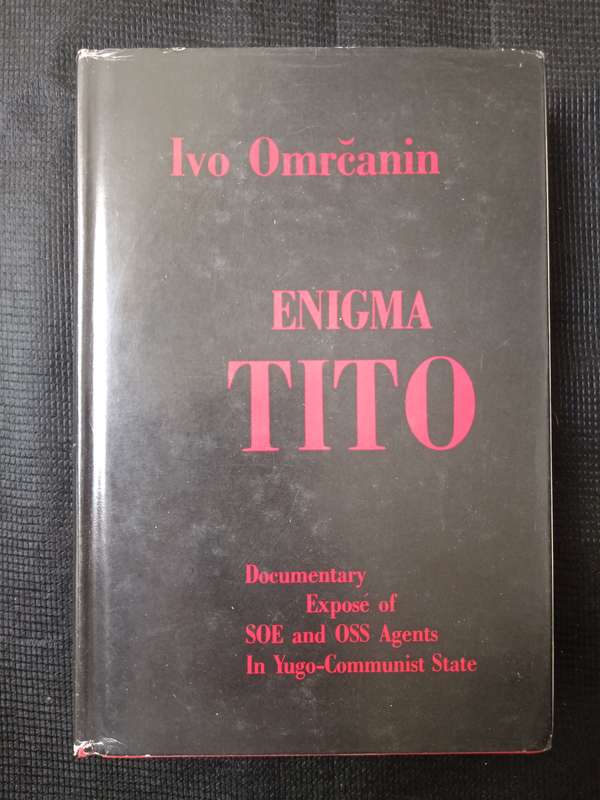 Ivo Omrčanin
ENIGMA
TITO
Documentary
Exposé of
SOE and OSS Agents
In Yugo-Communist State